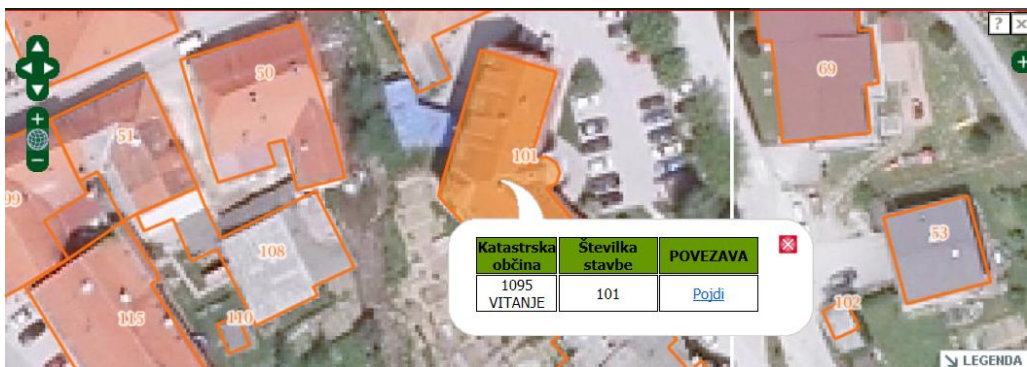 ? x
50
69
51
101
99
53
108
Katastrska občina Številka stavbe POVEZAVA
1095 VITANJE 101 Pojdi
102
115
110
LEGENDA